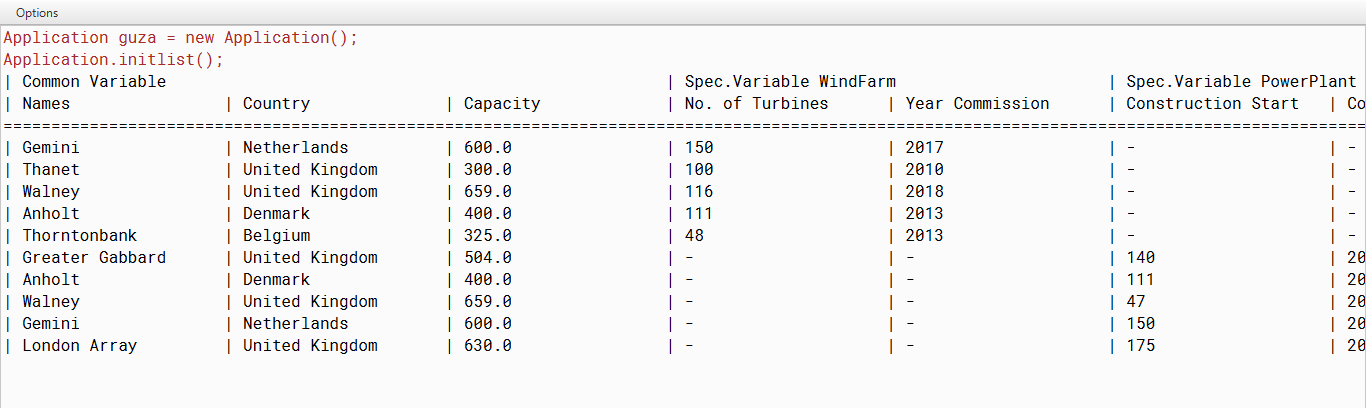 Options
Application guza = new Application();
Application.initlist();
| Common Variable | Spec.Variable WindFarm | Spec.Variable PowerPlant
| Names | Country | Capacity | No. of Turbines | Year Commission | Construction Start | Co
==============================================================================================================================================
| Gemini | Netherlands | 600.0 | 150 | 2017 | - | -
| Thanet | United Kingdom | 300.0 | 100 | 2010 | - | -
| Walney | United Kingdom | 659.0 | 116 | 2018 | - | -
| Anholt | Denmark | 400.0 | 111 | 2013 | - | -
| Thorntonbank | Belgium | 325.0 | 48 | 2013 | - | -
| Greater Gabbard | United Kingdom | 504.0 | - | - | 140 | 20
| Anholt | Denmark | 400.0 | - | - | 111 | 20
| Walney | United Kingdom | 659.0 | - | - | 47 | 20
| Gemini | Netherlands | 600.0 | - | - | 150 | 20
| London Array | United Kingdom | 630.0 | - | - | 175 | 20